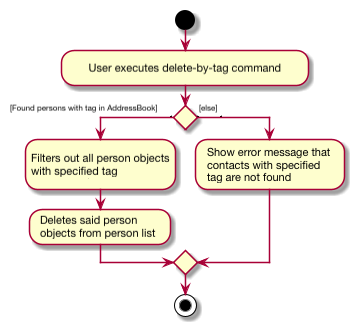 User executes delete-by-tag command
[Found persons with tag in AddressBook]
[else]
Filters out all person objects
with specified tag
Show error message that
contacts with specified
tag are not found
Deletes said person
objects from person list